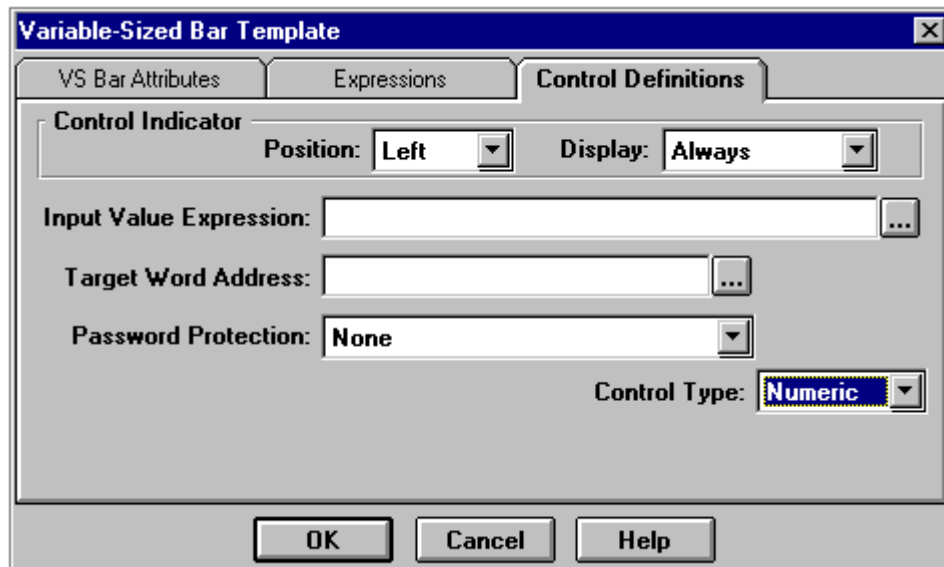 Variable-Sized Bar Template
VS Bar Attributes Expressions Control Definitions
Control Indicator
Position: Left Display: Always
Input Value Expression: ...
Target Word Address: ...
Password Protection: None
Control Type: Numeric
OK Cancel Help